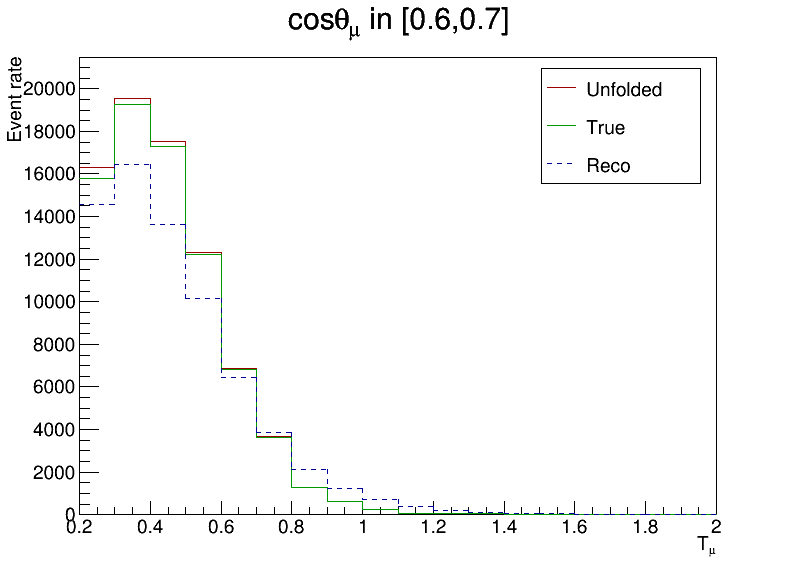 cosθμ in [0.6,0.7]
Event rate
Unfolded
True
Reco
20000
18000
16000
14000
12000
10000
8000
6000
4000
2000
0
0.2 0.4 0.6 0.8 1 1.2 1.4 1.6 1.8 2
Tμ